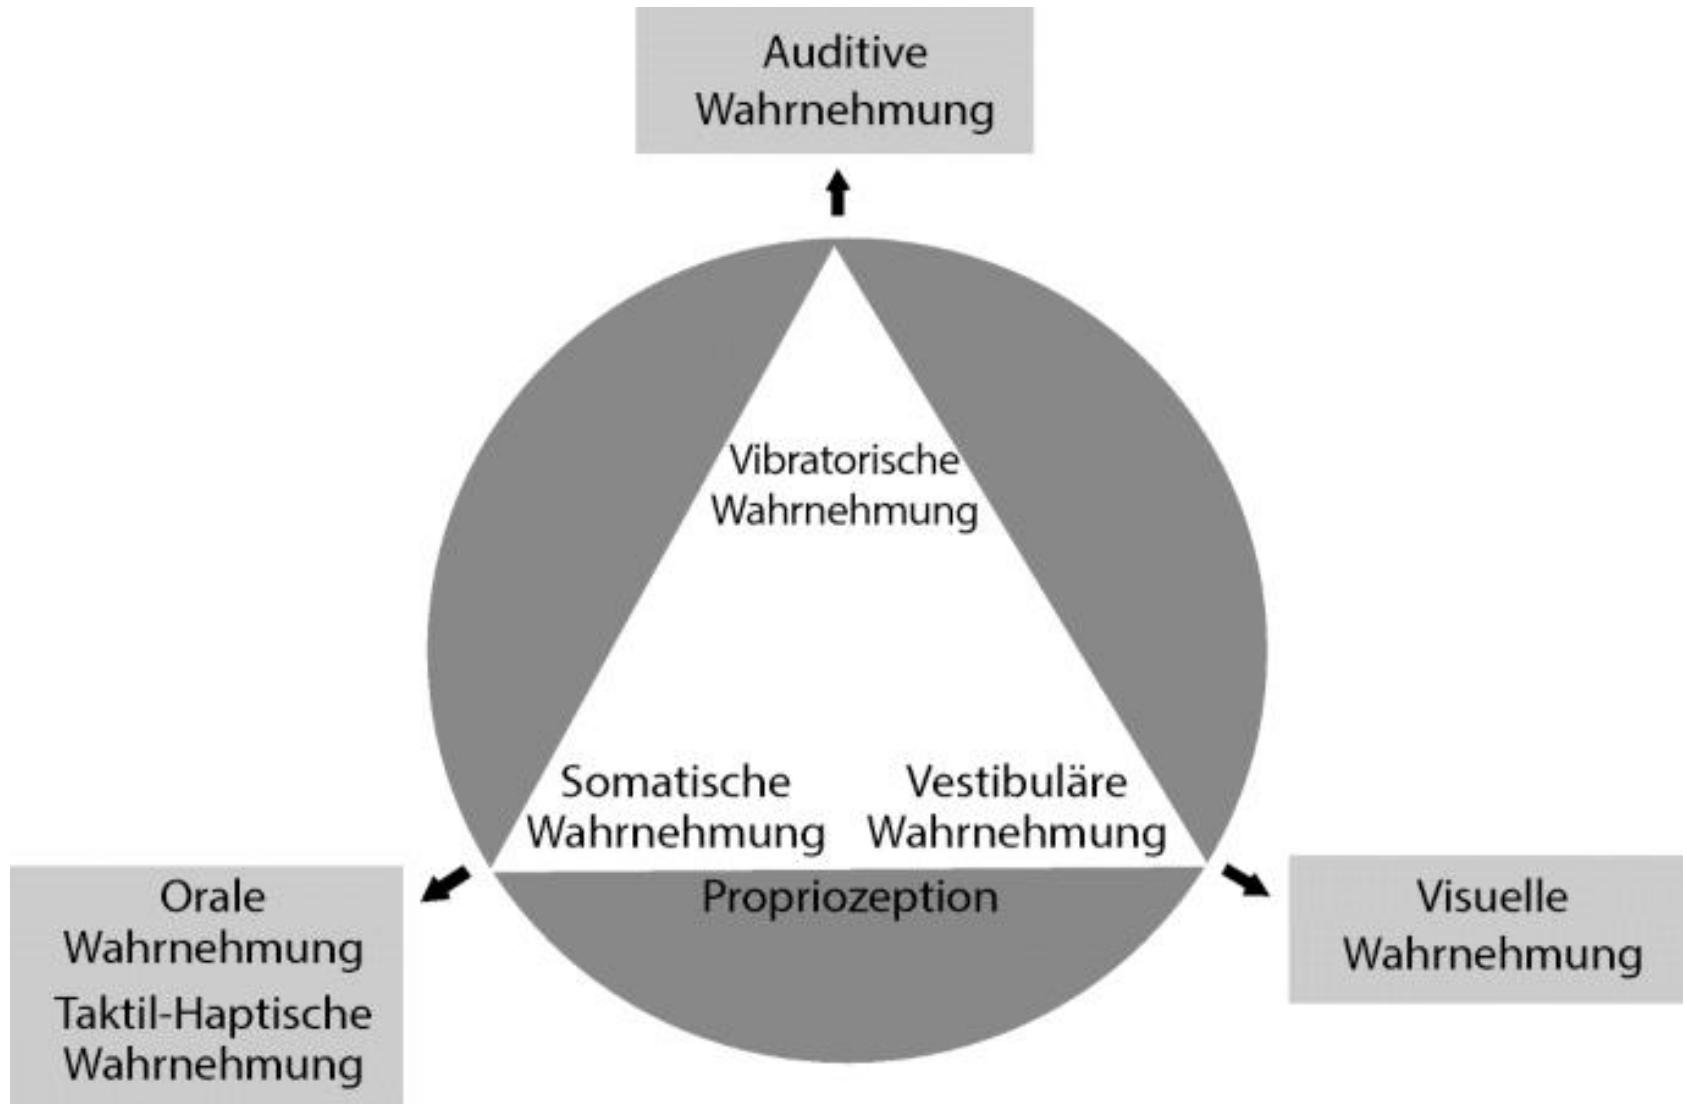 Auditive
Wahrnehmung
Vibratorische
Wahrnehmung
Somatische
Wahrnehmung
Vestibuläre
Wahrnehmung
Propriozeption
Orale
Wahrnehmung
Taktil-Haptische
Wahrnehmung
Visuelle
Wahrnehmung